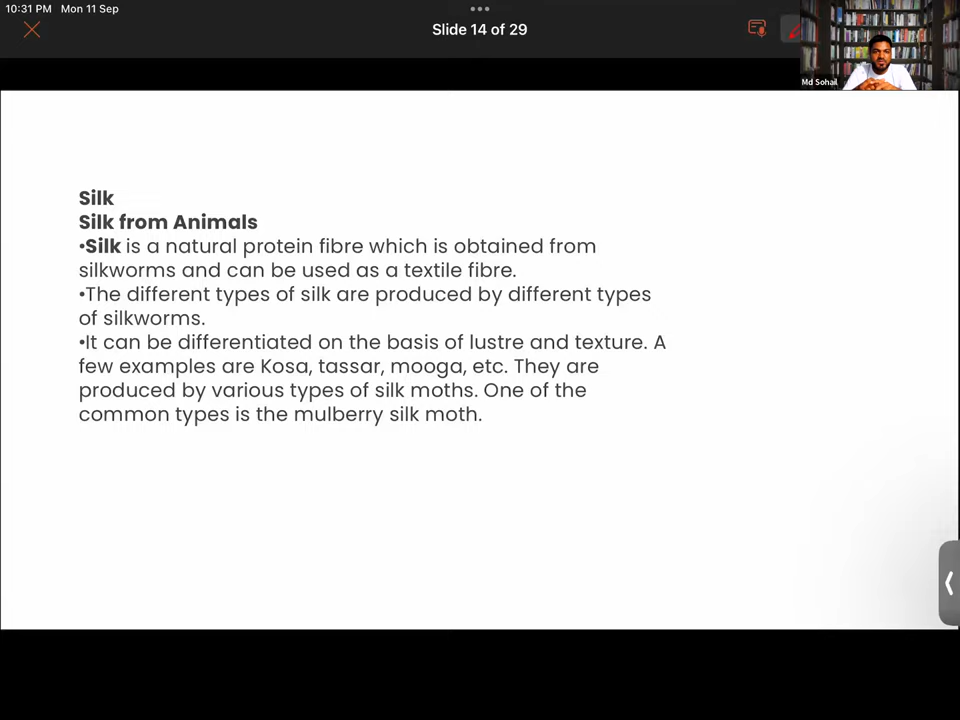 10:31 PM Mon 11 Sep
Slide 14 of 29
Md Sohail
Silk
Silk from Animals
•Silk is a natural protein fibre which is obtained from
silkworms and can be used as a textile fibre.
•The different types of silk are produced by different types
of silkworms.
•It can be differentiated on the basis of lustre and texture. A
few examples are Kosa, tassar, mooga, etc. They are
produced by various types of silk moths. One of the
common types is the mulberry silk moth.